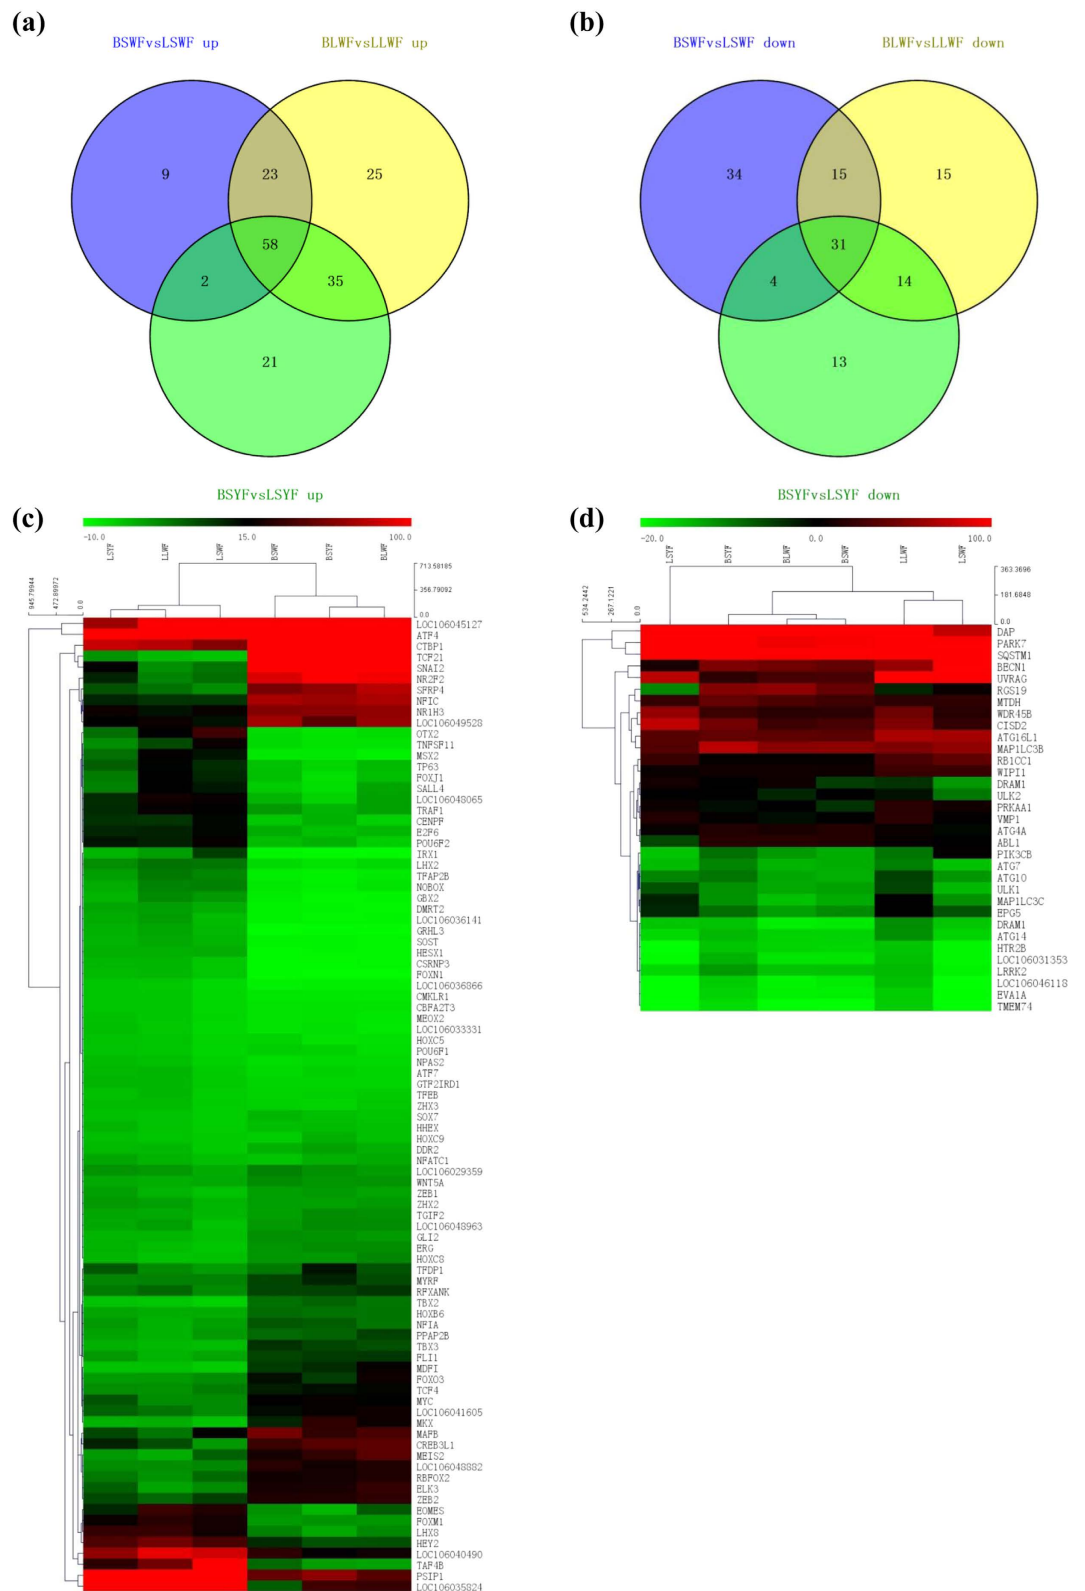 (a)
(b)
BSWFvsLSWF up
BLWFvsLLWF up
BSWFvsLSWF down
BLWFvsLLWF down
9
23
25
34
15
15
58
31
2
35
4
14
21
13
BSYFvsLSYF up
BSYFvsLSYF down
(c)
-10.0
15.0
100.0
LSYF
LLWF
LSWF
BSWF
BSYF
BLWF
713.58185
356.79092
0.0
945.79944
472.89972
0.0
LOC106045127
ATF4
CTBP1
TCF21
SNAI2
NR2F2
SFRP4
NFIC
NR1H3
LOC106049528
OTX2
TNFSF11
MSX2
TP63
FOXJ1
SALL4
LOC106048065
TRAF1
CENPF
E2F6
POU6F2
IRX1
LHX2
TFAP2B
NOBOX
GBX2
DMRT2
LOC106036141
GRHL3
SOST
HESX1
CSRNP3
FOXN1
LOC106036866
CMKLR1
CBFA2T3
MEOX2
LOC106033331
HOXC5
POU6F1
NPAS2
ATF7
GTF2IRD1
TFEB
ZHX3
SOX7
HHEX
HOXC9
DDR2
NFATC1
LOC106029359
WNT5A
ZEB1
ZHX2
TGIF2
LOC106048963
GLI2
ERG
HOXC8
TFDP1
MYRF
RFXANK
TBX2
HOXB6
NFIA
PPAP2B
TBX3
FLI1
MDFI
FOXO3
TCF4
MYC
LOC106041605
MKX
MAFB
CREB3L1
MEIS2
LOC106048882
RBFOX2
ELK3
ZEB2
EOMES
FOXM1
LHX8
HEY2
LOC106040490
TAF4B
PSIP1
LOC106035824
(d)
-20.0
0.0
100.0
LSYF
BSYF
BLWF
BSWF
LLWF
LSWF
363.3696
181.6848
0.0
534.2442
267.1221
0.0
DAP
PARK7
SQSTM1
BECN1
UVRAG
RGS19
MTDH
WDR45B
CISD2
ATG16L1
MAP1LC3B
RB1CC1
WIPI1
DRAM1
ULK2
PRKAA1
VMP1
ATG4A
ABL1
PIK3CB
ATG7
ATG10
ULK1
MAP1LC3C
EPG5
DRAM1
ATG14
HTR2B
LOC106031353
LRRK2
LOC106046118
EVA1A
TMEM74